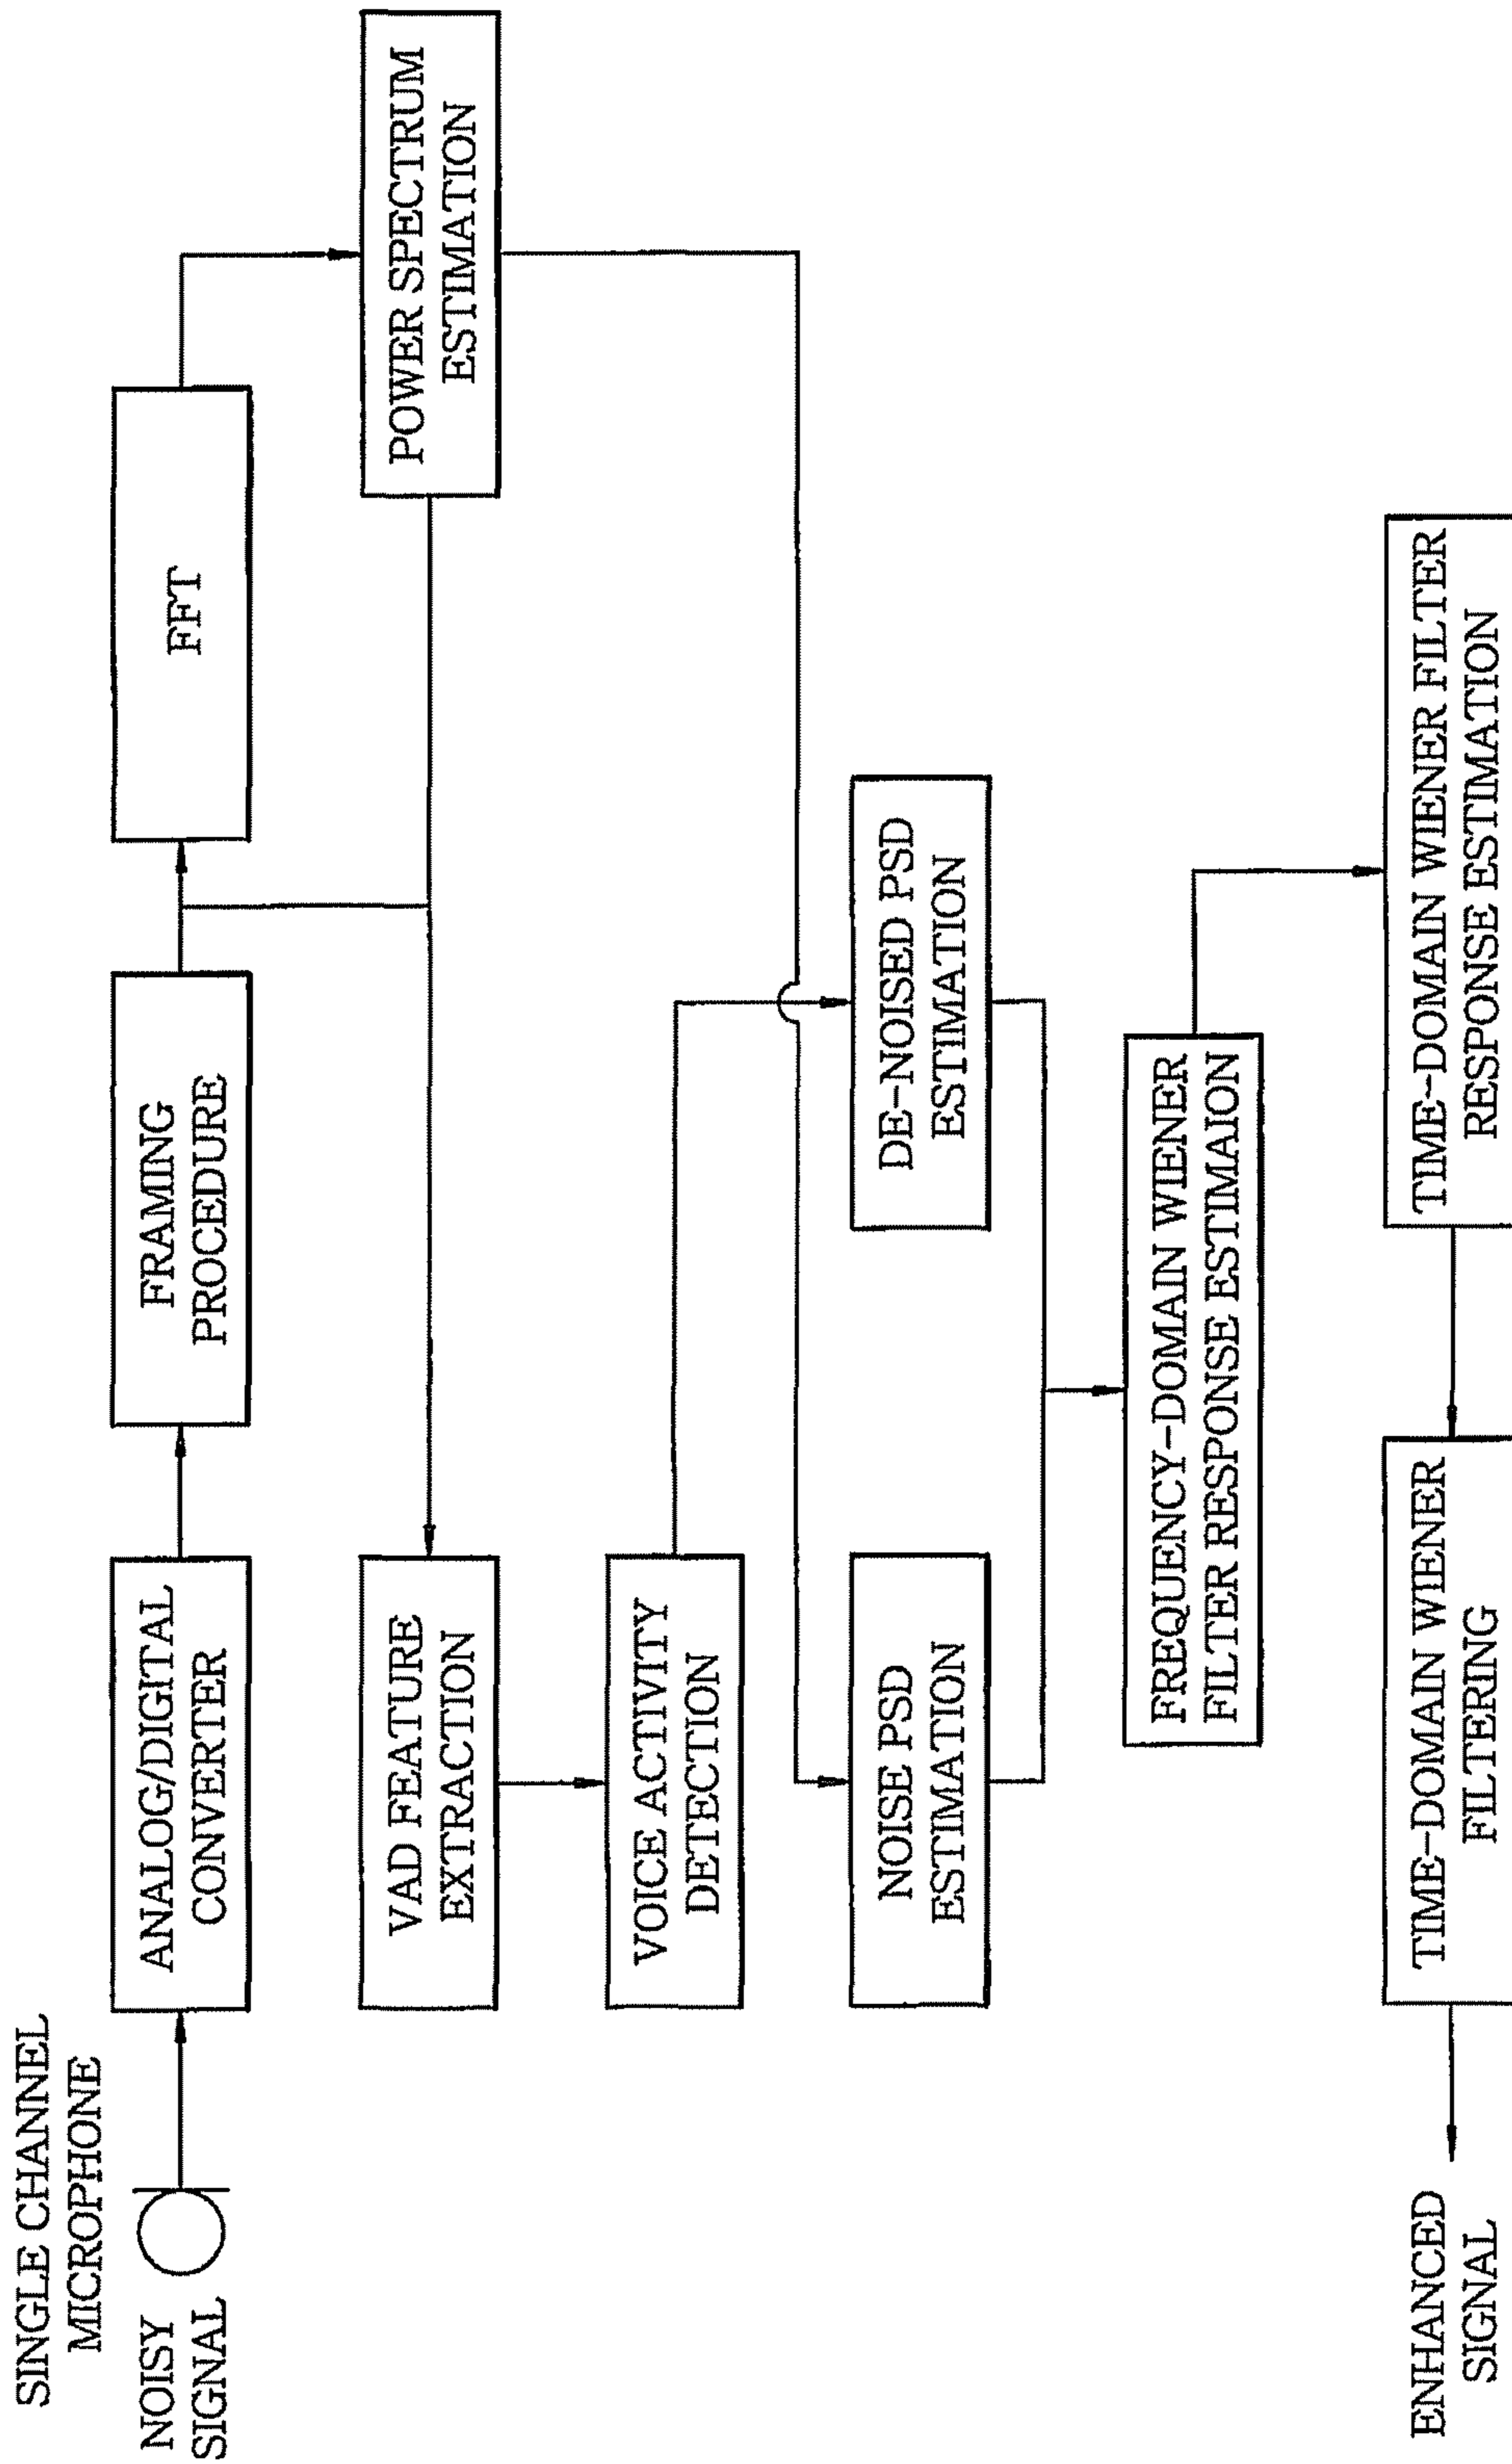 SINGLE CHANNEL
MICROPHONE
NOISY
SIGNAL
ANALOG/DIGITAL
CONVERTER
FRAMING
PROCEDURE
FFT
POWER SPECTRUM
ESTIMATION
VAD FEATURE
EXTRACTION
VOICE ACTIVITY
DETECTION
NOISE PSD
ESTIMATION
DE-NOISED PSD
ESTIMATION
FREQUENCY-DOMAIN WIENER
FILTER RESPONSE ESTIMAION
TIME-DOMAIN WIENER FILTER
RESPONSE ESTIMATION
TIME-DOMAIN WIENER
FILTERING
ENHANCED
SIGNAL